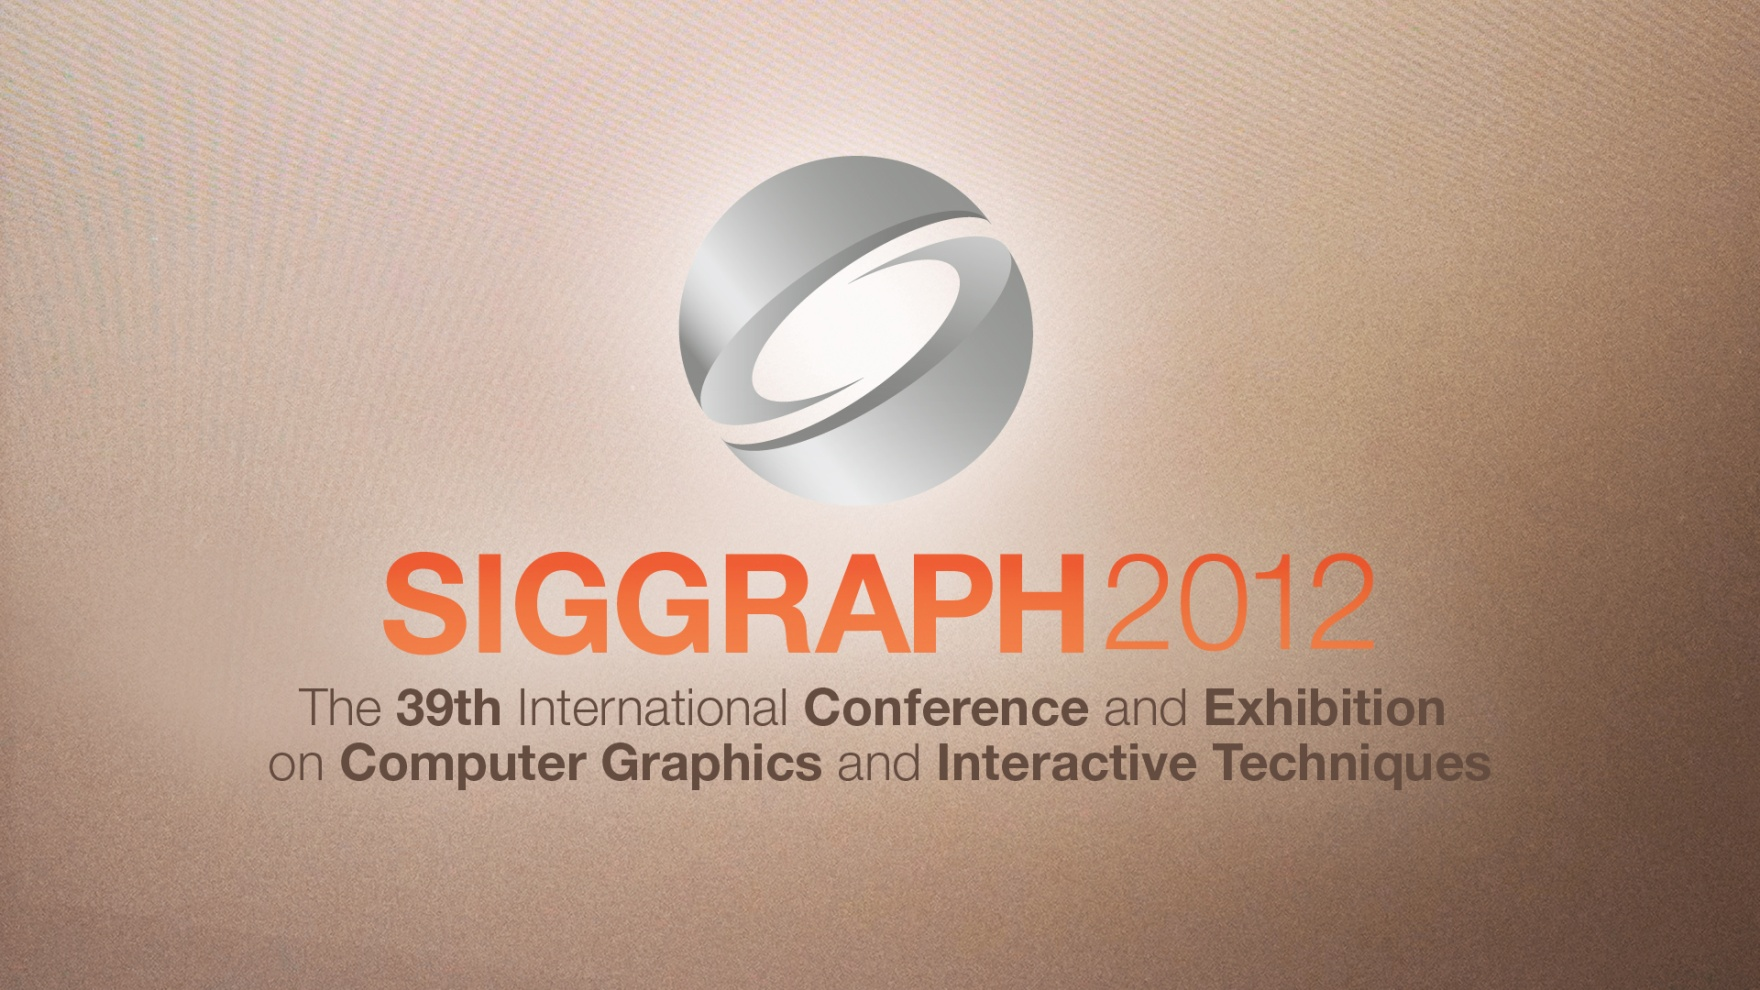 SIGGRAPH2012
The 39th International Conference and Exhibition
on Computer Graphics and Interactive Techniques